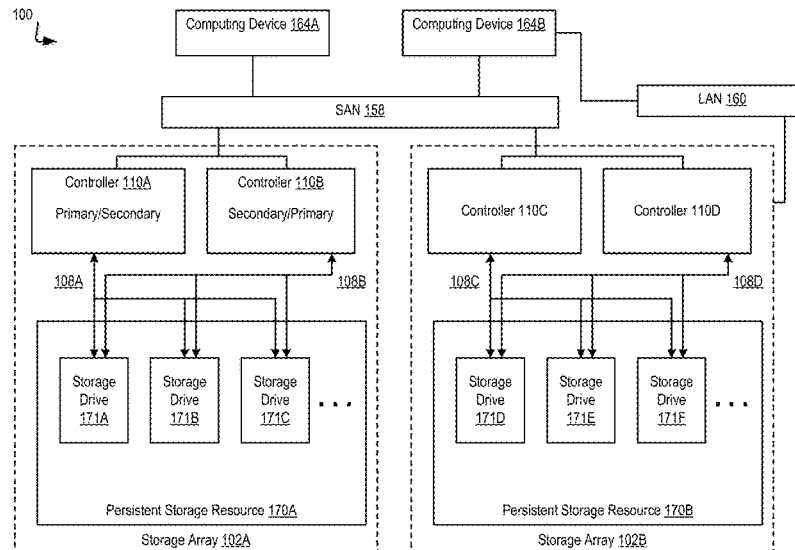 100
Computing Device 164A
Computing Device 164B
SAN 158
LAN 160
Controller 110A
Primary/Secondary
Controller 110B
Secondary/Primary
Controller 110C
Controller 110D
108A
108B
108C
108D
Storage
Drive
171A
Storage
Drive
171B
Storage
Drive
171C
...
Storage
Drive
171D
Storage
Drive
171E
Storage
Drive
171F
...
Persistent Storage Resource 170A
Persistent Storage Resource 170B
Storage Array 102A
Storage Array 102B